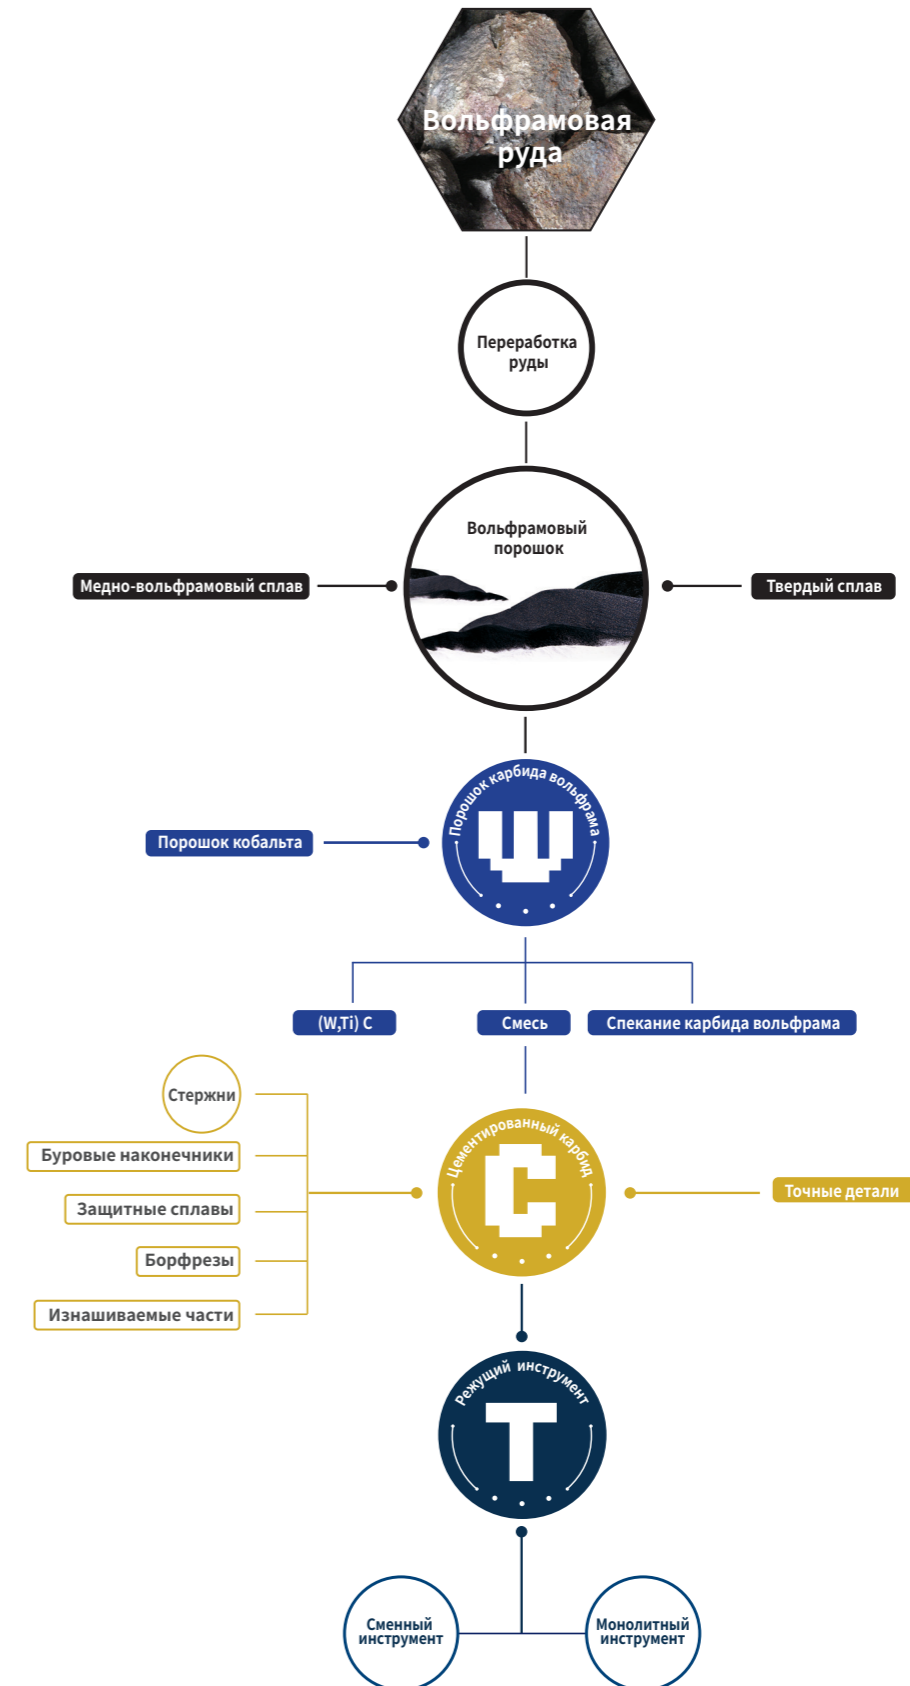 Вольфрамовая
руда
Переработка
руды
Вольфрамовый
порошок
Медно-вольфрамовый сплав
Твердый сплав
Порошок карбида вольфрама
W
Порошок кобальта
(W,Ti) C
Смесь
Спекание карбида вольфрама
Стержни
Буровые наконечники
Защитные сплавы
Борфрезы
Изнашиваемые части
Цементированный карбид
C
Точные детали
Режущий инструмент
T
Сменный
инструмент
Монолитный
инструмент